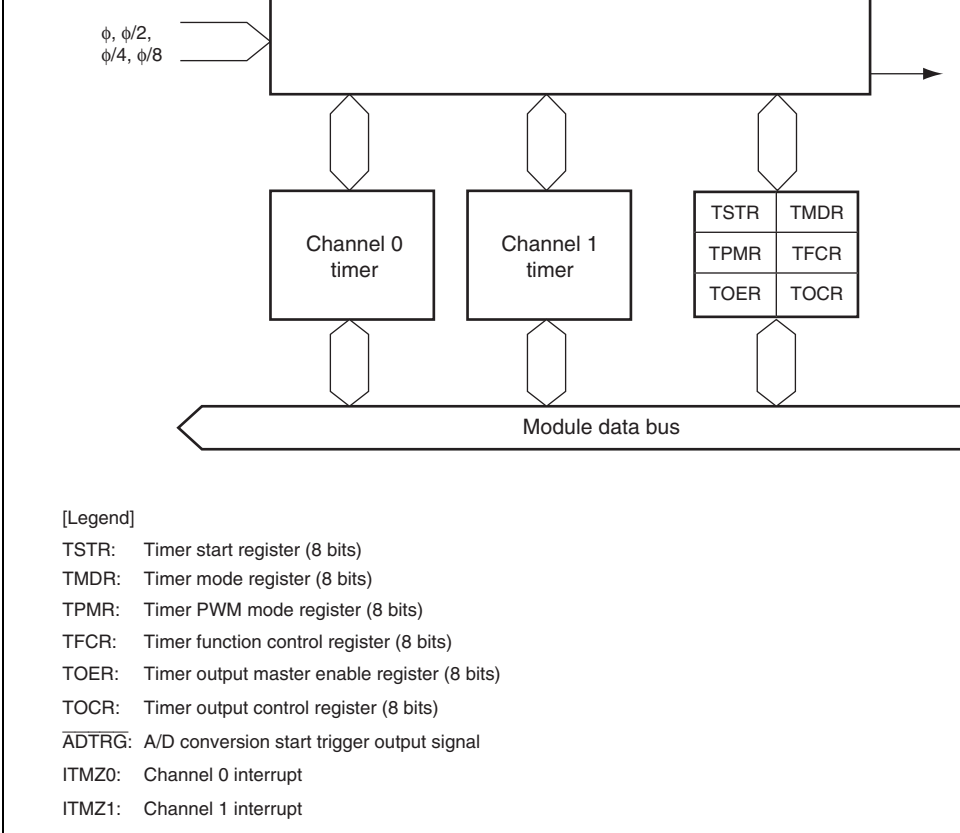 ϕ, ϕ/2,
ϕ/4, ϕ/8
Channel 0
timer
Channel 1
timer
TSTR TMDR
TPMR TFCR
TOER TOCR
Module data bus
[Legend]
TSTR: Timer start register (8 bits)
TMDR: Timer mode register (8 bits)
TPMR: Timer PWM mode register (8 bits)
TFCR: Timer function control register (8 bits)
TOER: Timer output master enable register (8 bits)
TOCR: Timer output control register (8 bits)
A̅D̅T̅R̅G̅: A/D conversion start trigger output signal
ITMZ0: Channel 0 interrupt
ITMZ1: Channel 1 interrupt